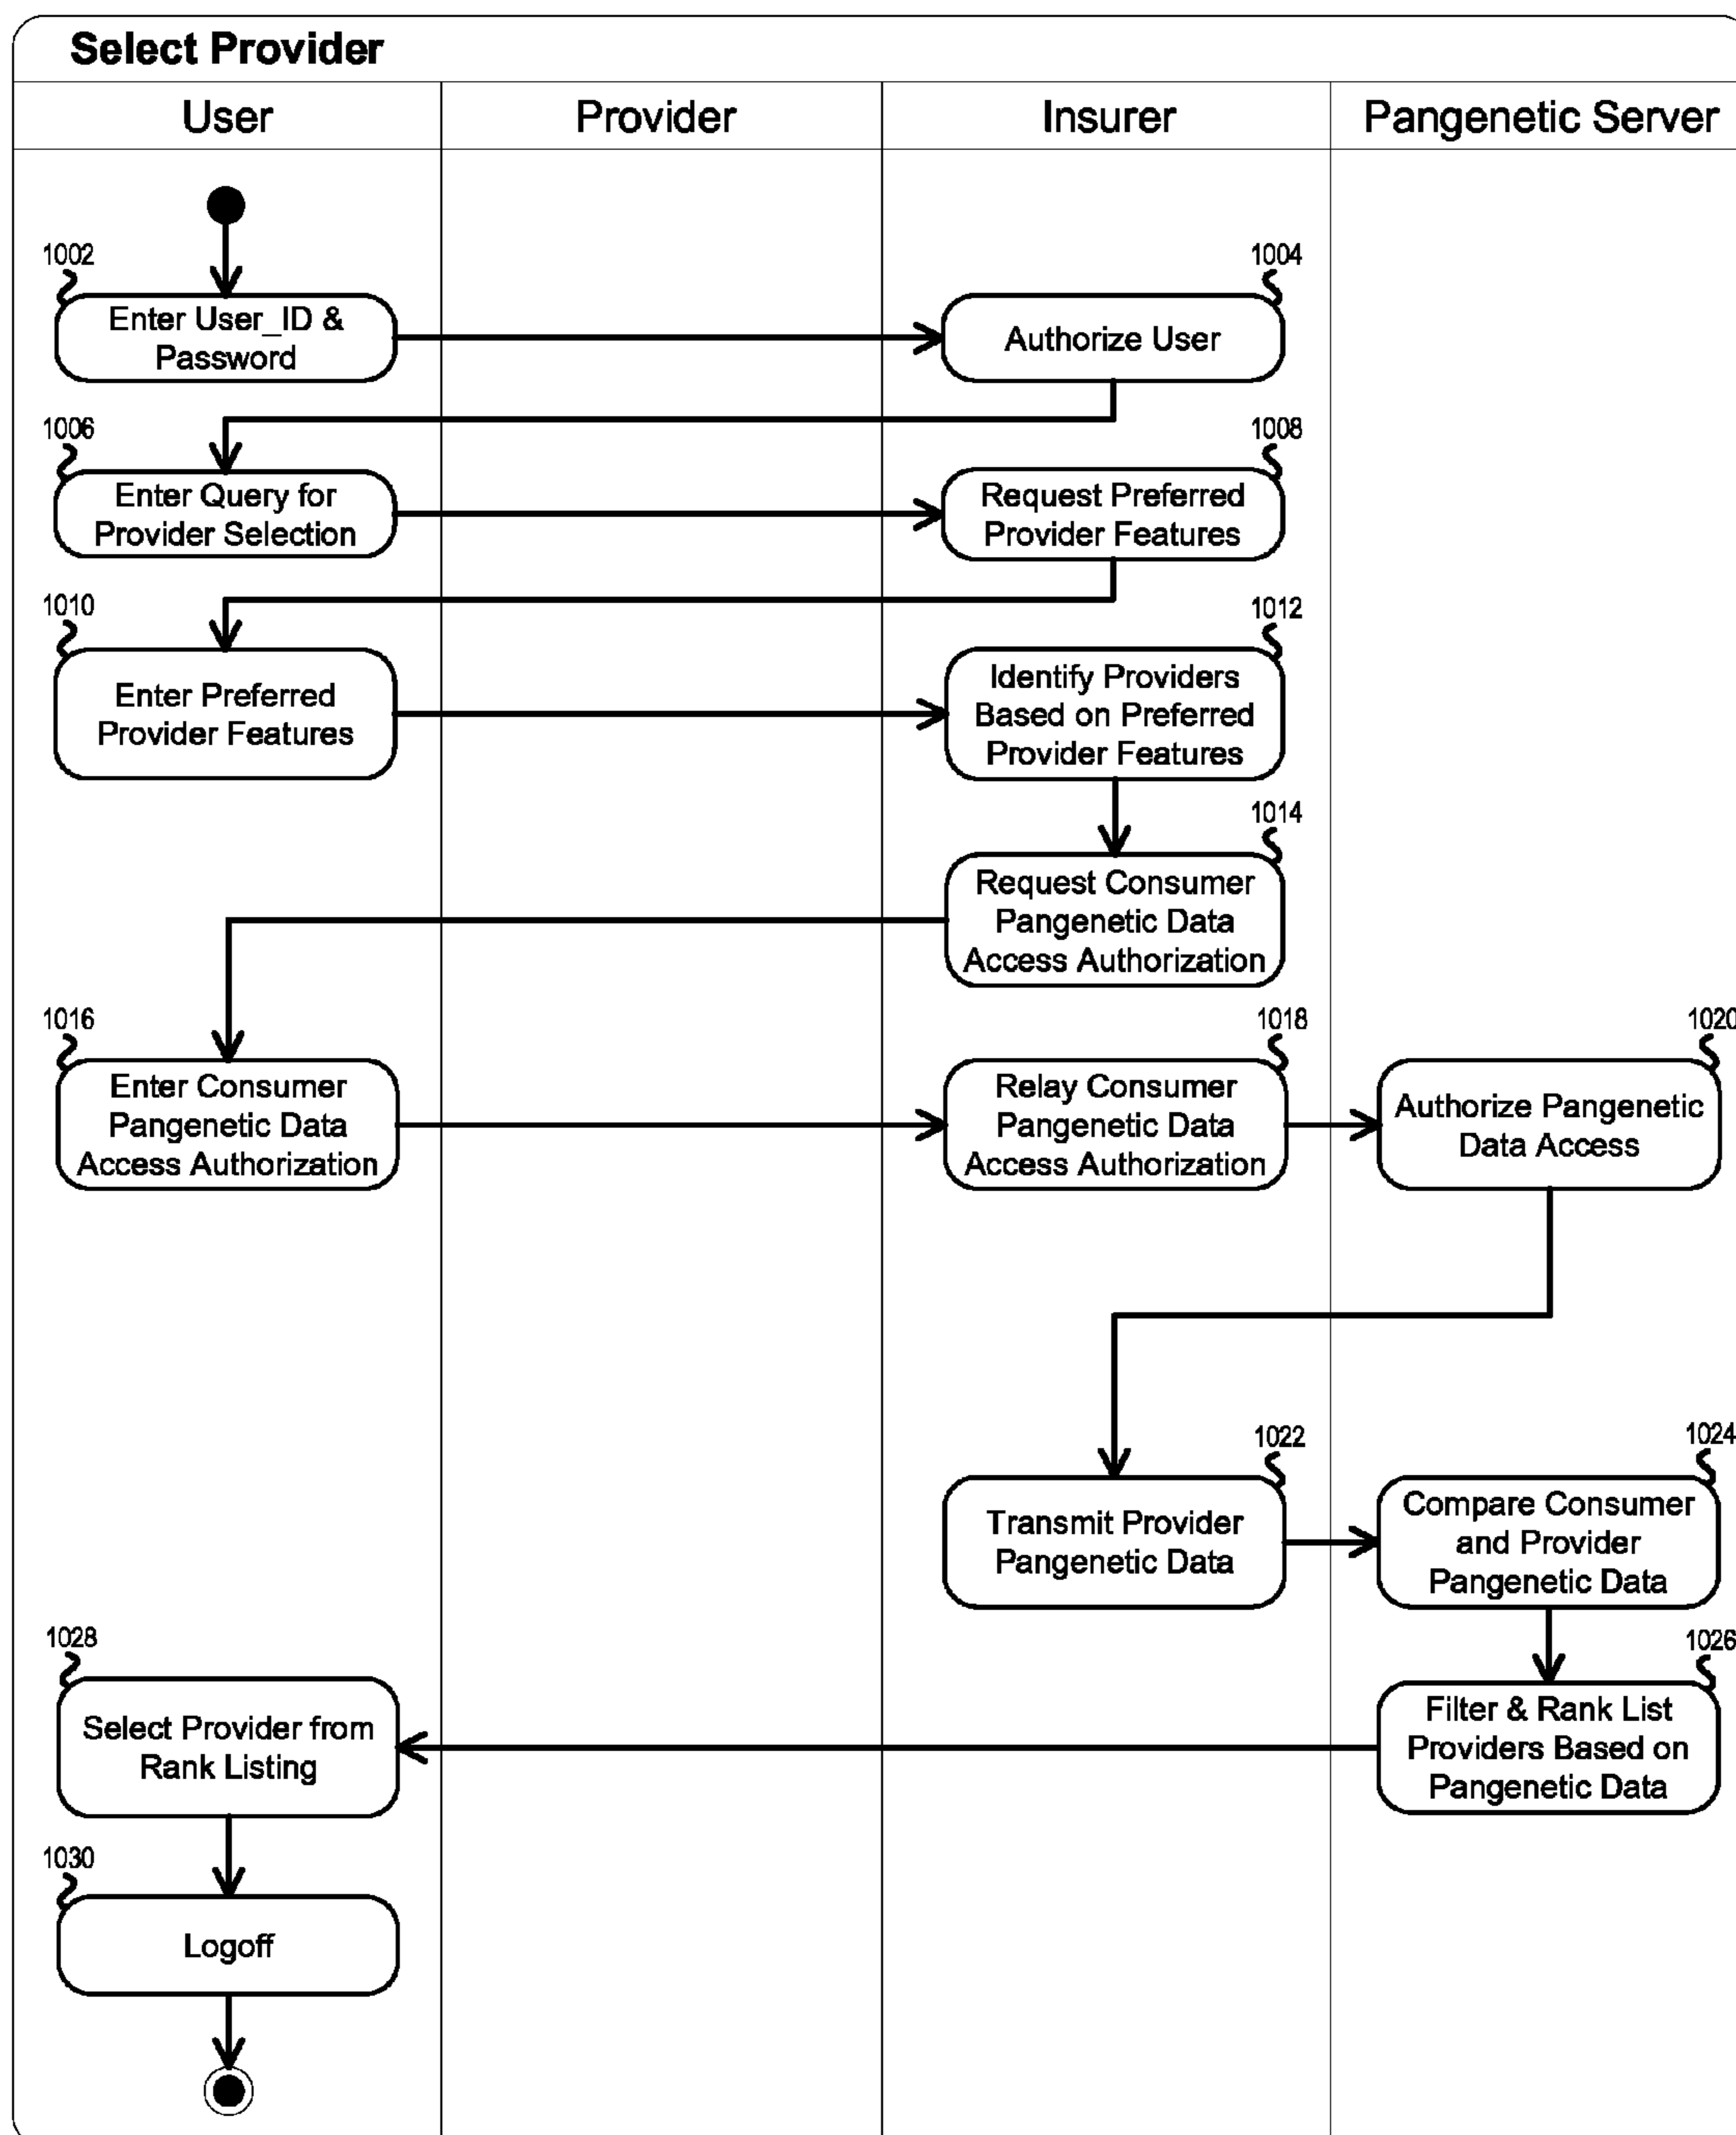 Select Provider
User
Provider
Insurer
Pangenetic Server
1002
Enter User_ID &
Password
1004
Authorize User
1006
Enter Query for
Provider Selection
1008
Request Preferred
Provider Features
1010
Enter Preferred
Provider Features
1012
Identify Providers
Based on Preferred
Provider Features
1014
Request Consumer
Pangenetic Data
Access Authorization
1016
Enter Consumer
Pangenetic Data
Access Authorization
1018
Relay Consumer
Pangenetic Data
Access Authorization
1020
Authorize Pangenetic
Data Access
1022
Transmit Provider
Pangenetic Data
1024
Compare Consumer
and Provider
Pangenetic Data
1026
Filter & Rank List
Providers Based on
Pangenetic Data
1028
Select Provider from
Rank Listing
1030
Logoff